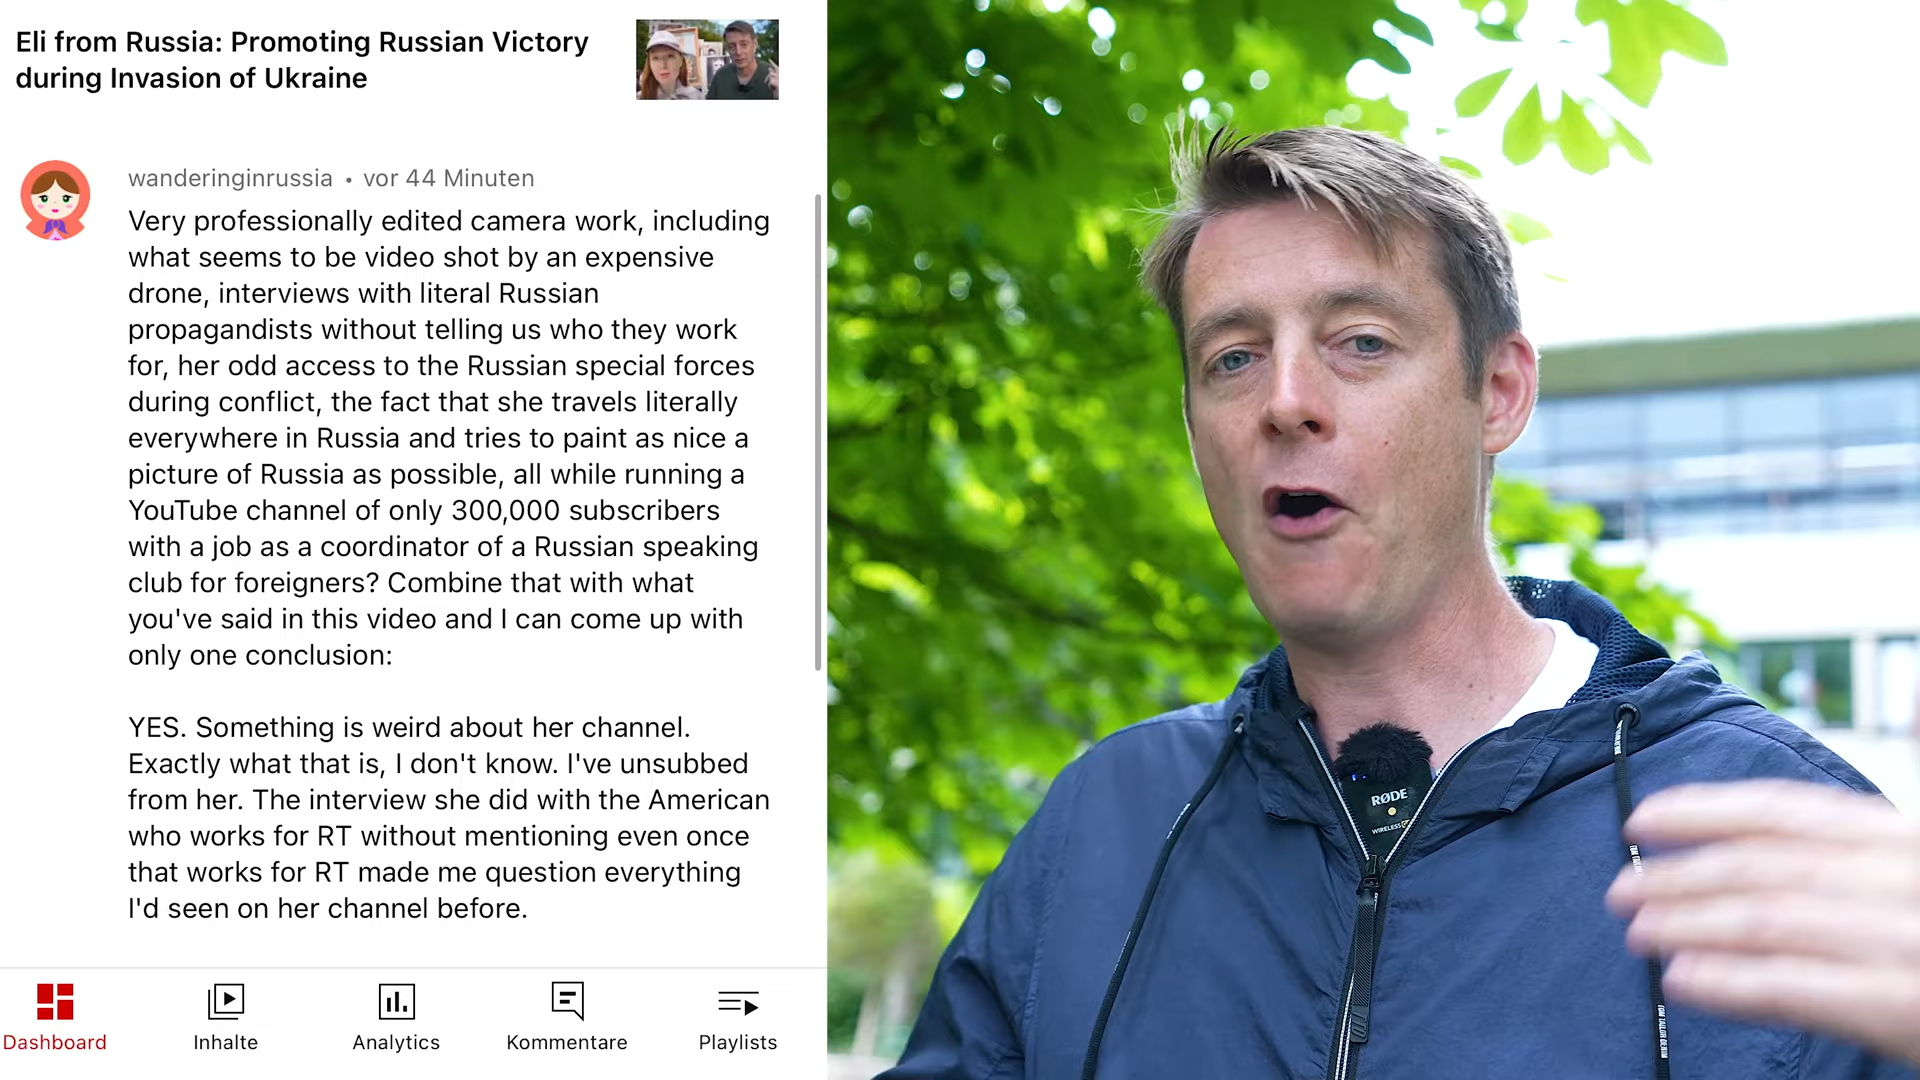 Eli from Russia: Promoting Russian Victory
during Invasion of Ukraine
wanderinginrussia • vor 44 Minuten
Very professionally edited camera work, including
what seems to be video shot by an expensive
drone, interviews with literal Russian
propagandists without telling us who they work
for, her odd access to the Russian special forces
during conflict, the fact that she travels literally
everywhere in Russia and tries to paint as nice a
picture of Russia as possible, all while running a
YouTube channel of only 300,000 subscribers
with a job as a coordinator of a Russian speaking
club for foreigners? Combine that with what
you've said in this video and I can come up with
only one conclusion:
YES. Something is weird about her channel.
Exactly what that is, I don't know. I've unsubbed
from her. The interview she did with the American
who works for RT without mentioning even once
that works for RT made me question everything
I'd seen on her channel before.
Dashboard
Inhalte
Analytics
Kommentare
Playlists
RØDE
WIRELESS
TOM TAILOR DENIM